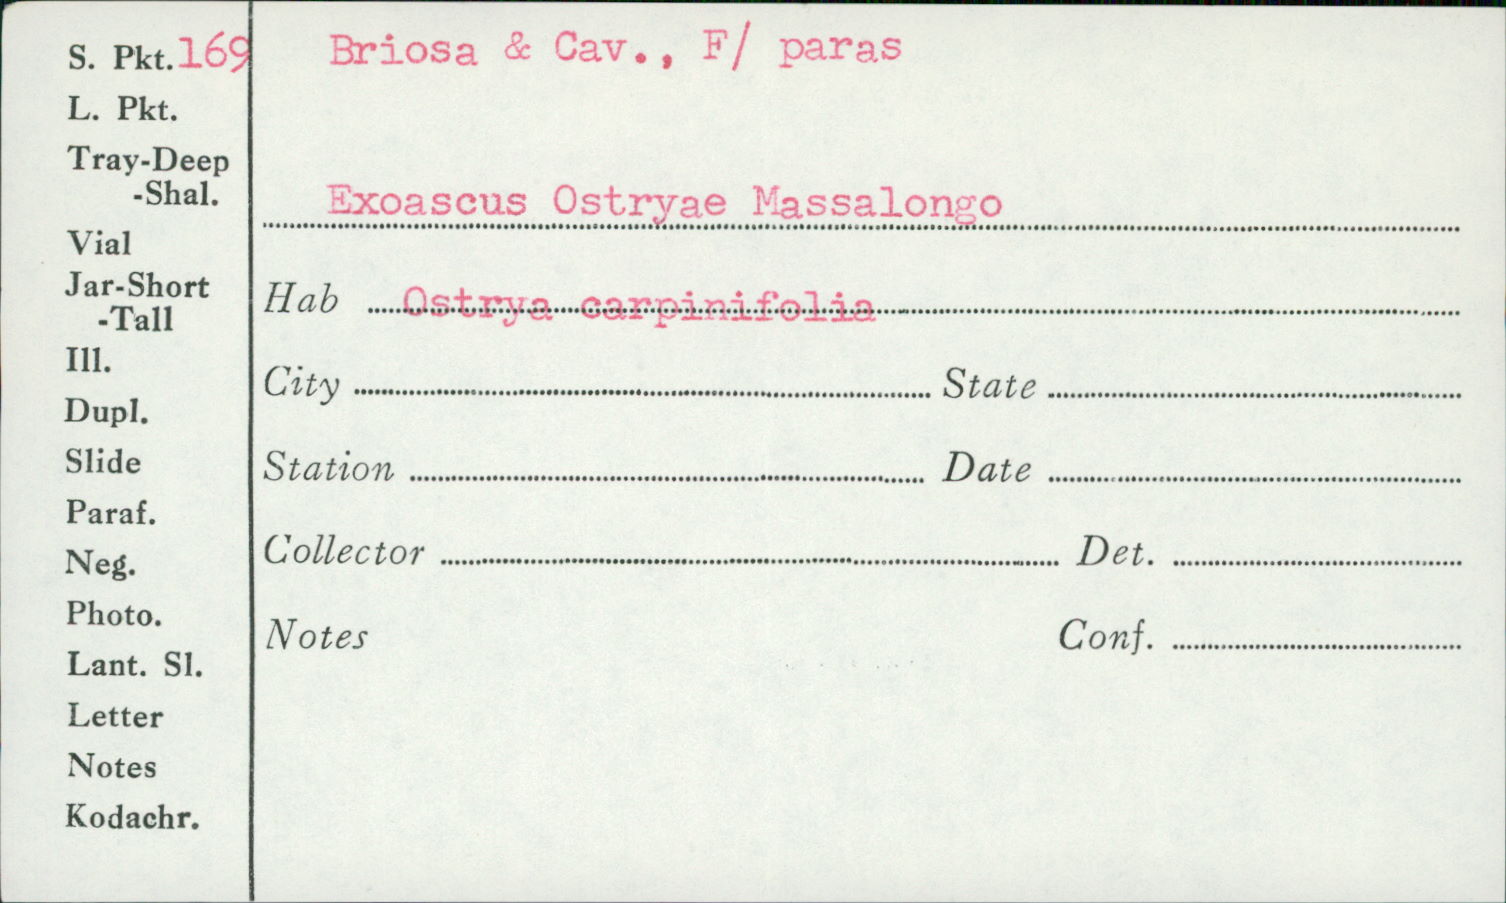 S. Pkt. 169
L. Pkt.
Tray-Deep
-Shal.
Vial
Jar-Short
-Tall
Ill.
Dupl.
Slide
Paraf.
Neg.
Photo.
Lant. Sl.
Letter
Notes
Kodachr.
Briosa & Cav., F/ paras
Exoascus Ostryae Massalongo
Hab Ostrya carpinifolia
City State
Station Date
Collector Det.
Notes Conf.